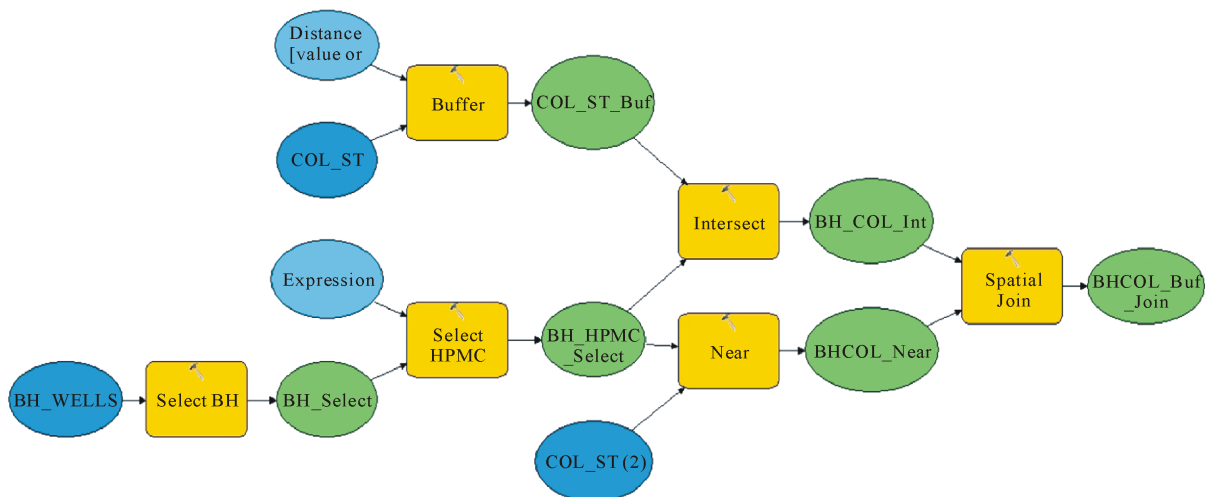 Distance
[value or
Buffer
COL_ST_Buf
COL_ST
Intersect
BH_COL_Int
Expression
Spatial
Join
BHCOL_Buf
_Join
Select
HPMC
BH_HPMC
_Select
Near
BHCOL_Near
BH_WELLS
Select BH
BH_Select
COL_ST (2)